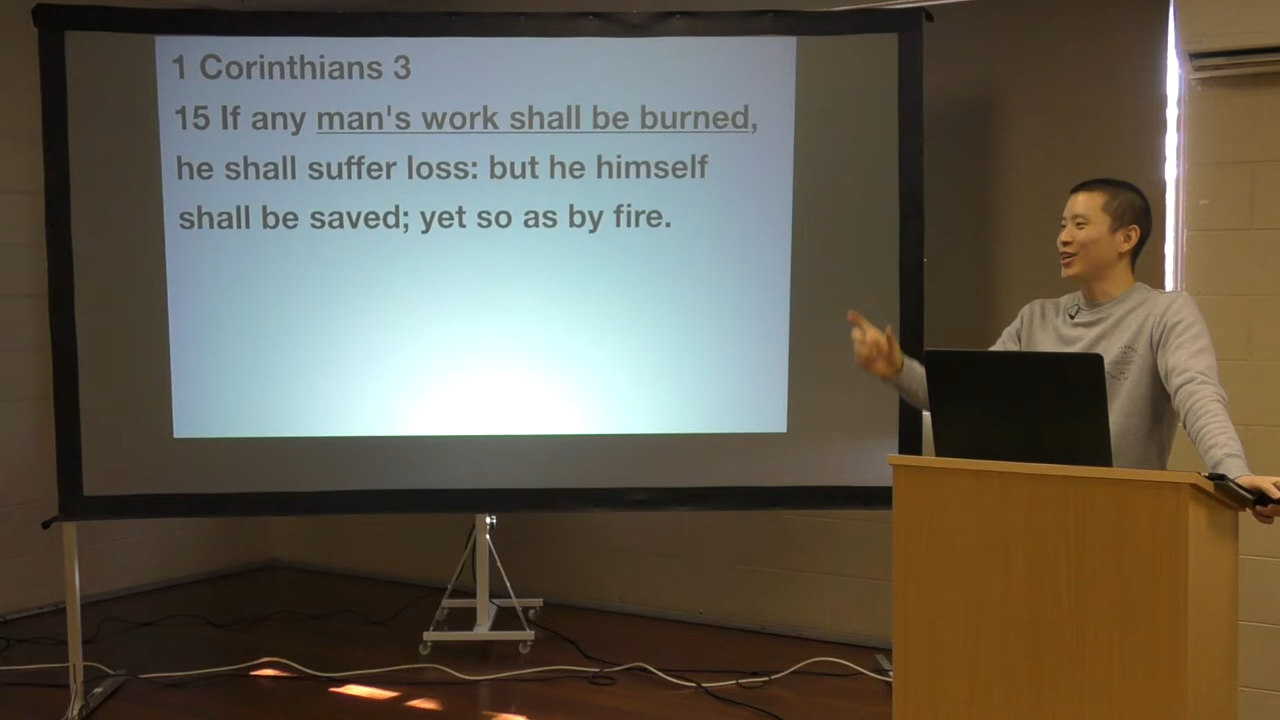 1 Corinthians 3
15 If any man's work shall be burned,
he shall suffer loss: but he himself
shall be saved; yet so as by fire.